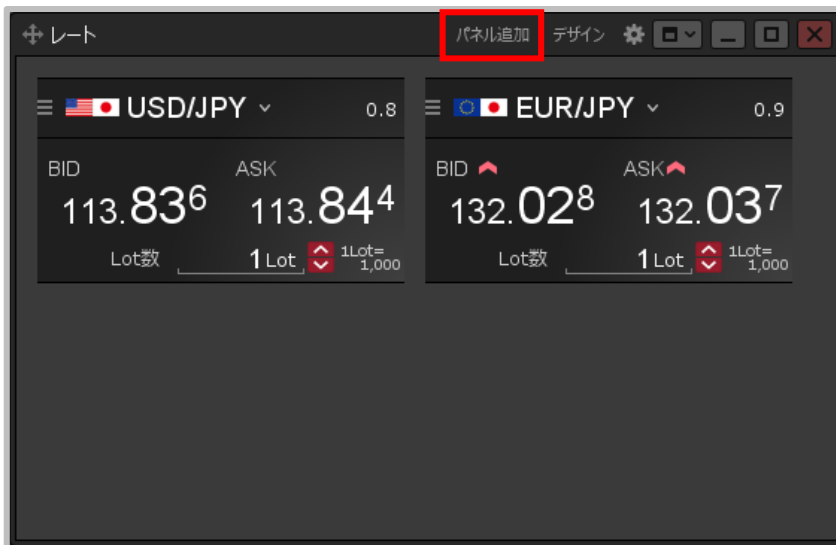 レート パネル追加 デザイン
USD/JPY 0.8
BID ASK
113.836 113.844
Lot数 1 Lot 1Lot=
1,000
EUR/JPY 0.9
BID ASK
132.028 132.037
Lot数 1 Lot 1Lot=
1,000